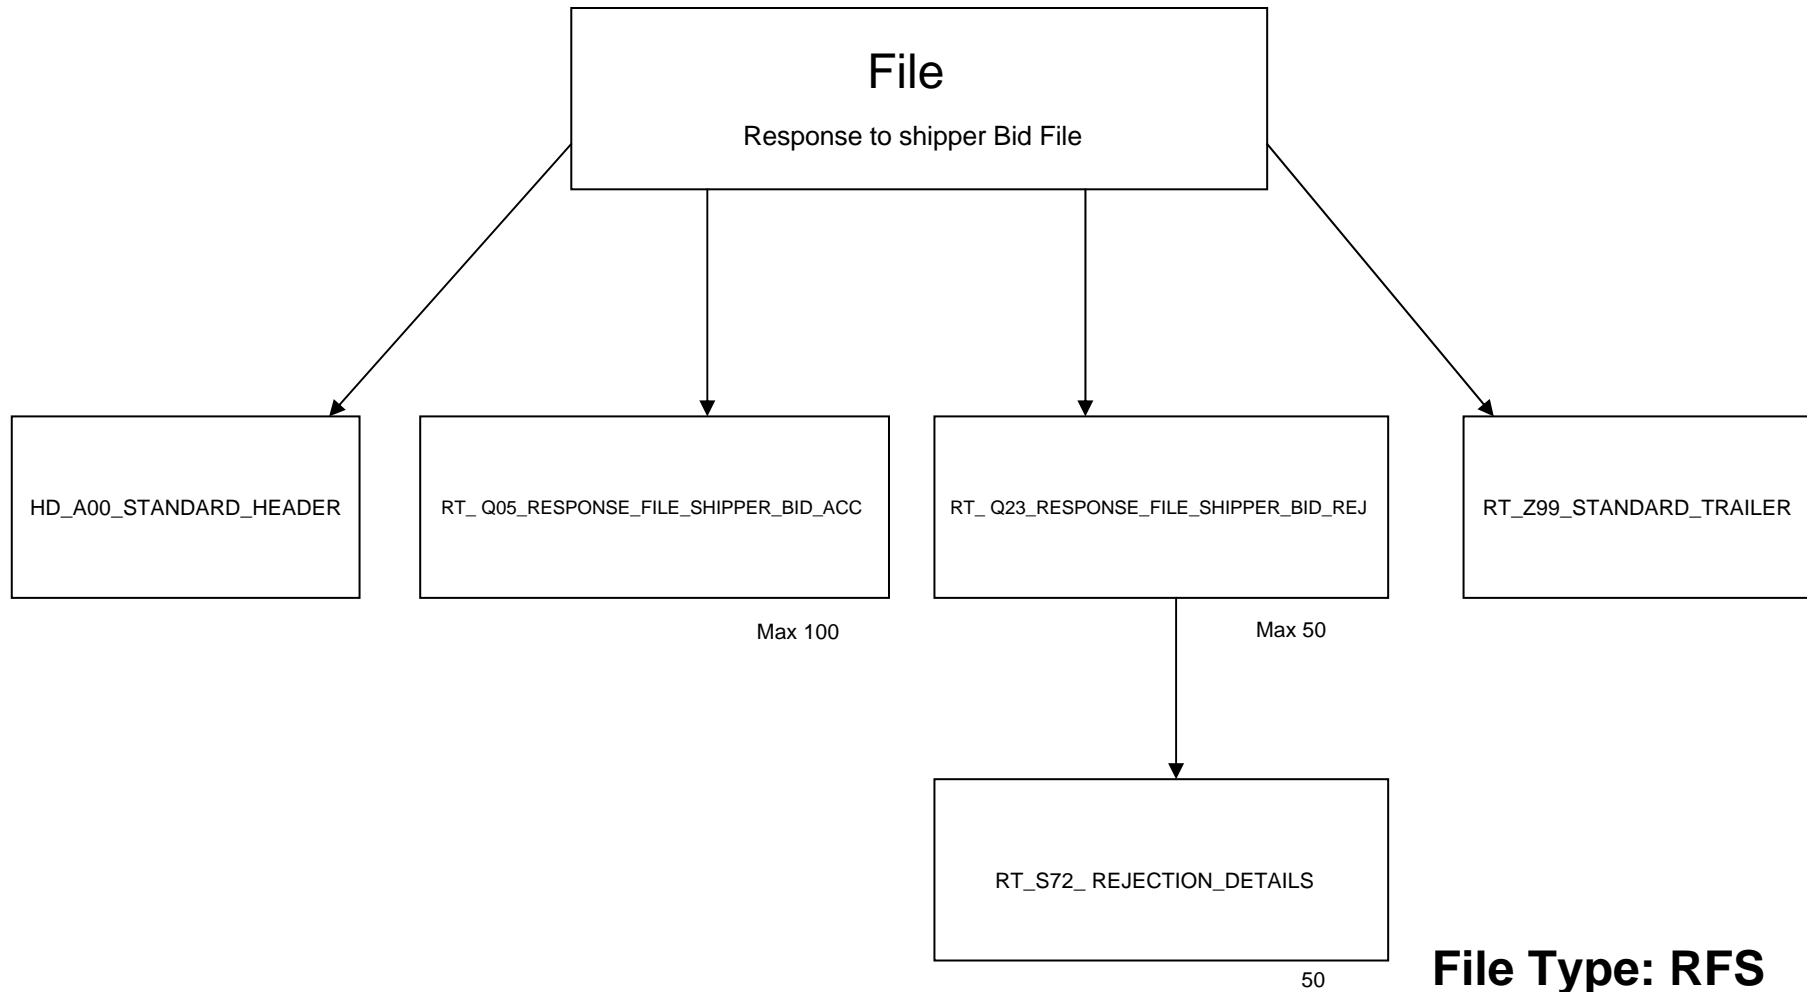 File
Response to shipper Bid File
HD_A00_STANDARD_HEADER
RT_ Q05_RESPONSE_FILE_SHIPPER_BID_ACC
RT_ Q23_RESPONSE_FILE_SHIPPER_BID_REJ
RT_Z99_STANDARD_TRAILER
Max 100
Max 50
RT_S72_ REJECTION_DETAILS
50
File Type: RFS